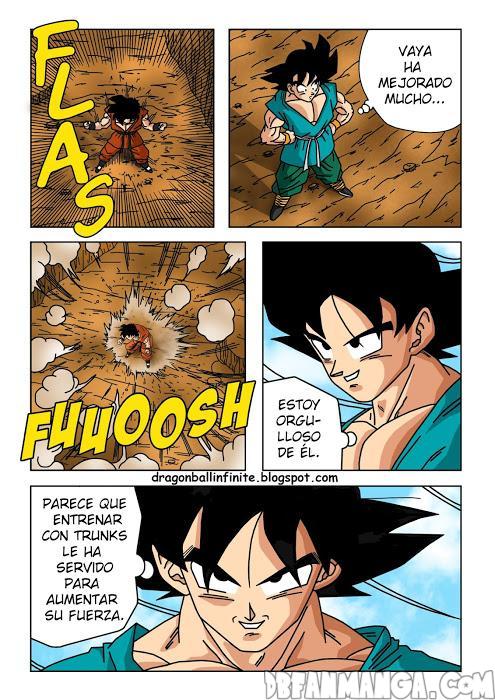 FLAS
VAYA
HA
MEJORADO
MUCHO...
FUUOOSH
ESTOY
ORGU-
LLOSO
DE ÉL.
dragonballinfinite.blogspot.com
PARECE QUE
ENTRENAR
CON TRUNKS
LE HA
SERVIDO
PARA
AUMENTAR
SU FUERZA.
DBFANMANGA.COM